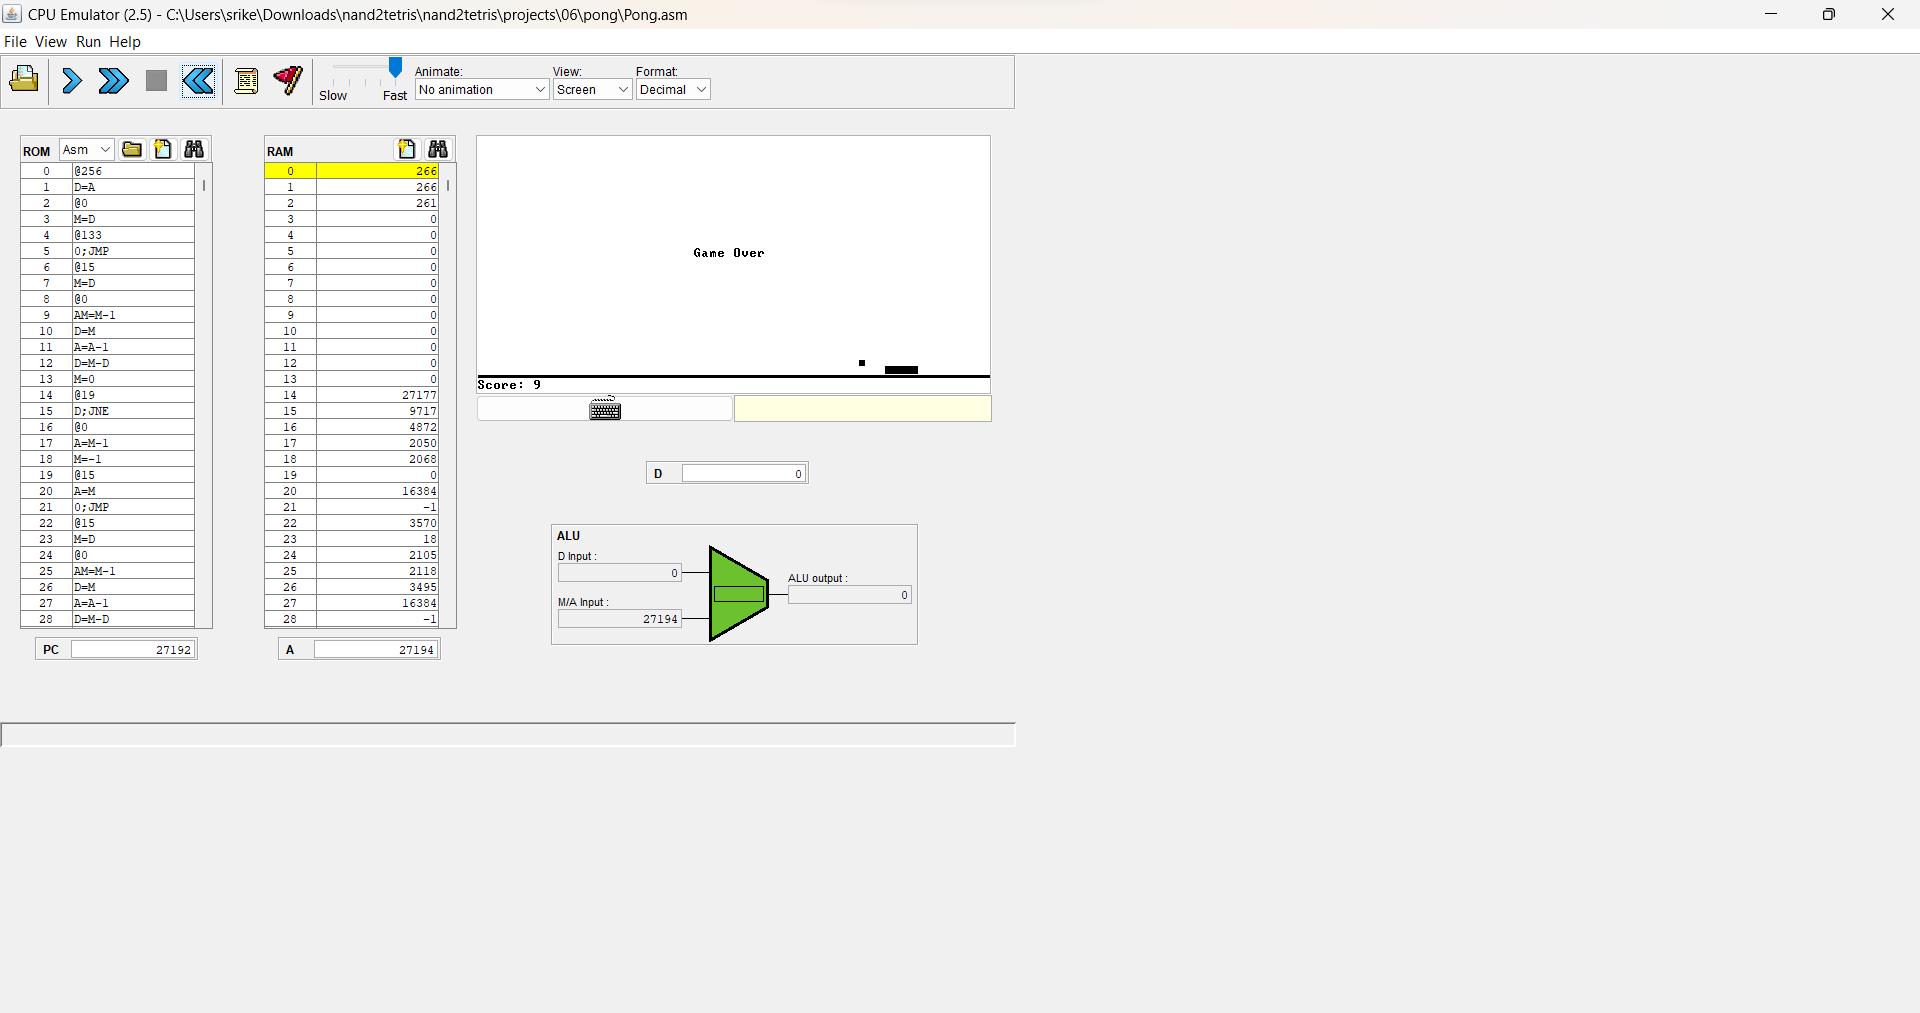 CPU Emulator (2.5) - C:\Users\srike\Downloads\nand2tetris\nand2tetris\projects\06\pong\Pong.asm
File View Run Help
Slow Fast
Animate: View: Format:
No animation Screen Decimal
ROM Asm
0 @256
1 D=A
2 @0
3 M=D
4 @133
5 0;JMP
6 @15
7 M=D
8 @0
9 AM=M-1
10 D=M
11 A=A-1
12 D=M-D
13 M=0
14 @19
15 D;JNE
16 @0
17 A=M-1
18 M=-1
19 @15
20 A=M
21 0;JMP
22 @15
23 M=D
24 @0
25 AM=M-1
26 D=M
27 A=A-1
28 D=M-D
PC 27192
RAM
0 266
1 266
2 261
3 0
4 0
5 0
6 0
7 0
8 0
9 0
10 0
11 0
12 0
13 0
14 27177
15 9717
16 4872
17 2050
18 2068
19 0
20 16384
21 -1
22 3570
23 18
24 2105
25 2118
26 3495
27 16384
28 -1
A 27194
Game Over
Score: 9
D 0
ALU
D Input :
0
M/A Input :
27194
ALU output :
0